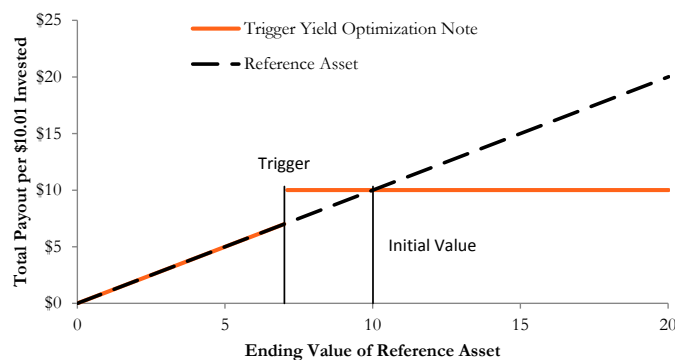 $25
$20
$15
$10
$5
$0
Total Payout per $10.01 Invested
Trigger Yield Optimization Note
Reference Asset
Trigger
Initial Value
0
5
10
15
20
Ending Value of Reference Asset